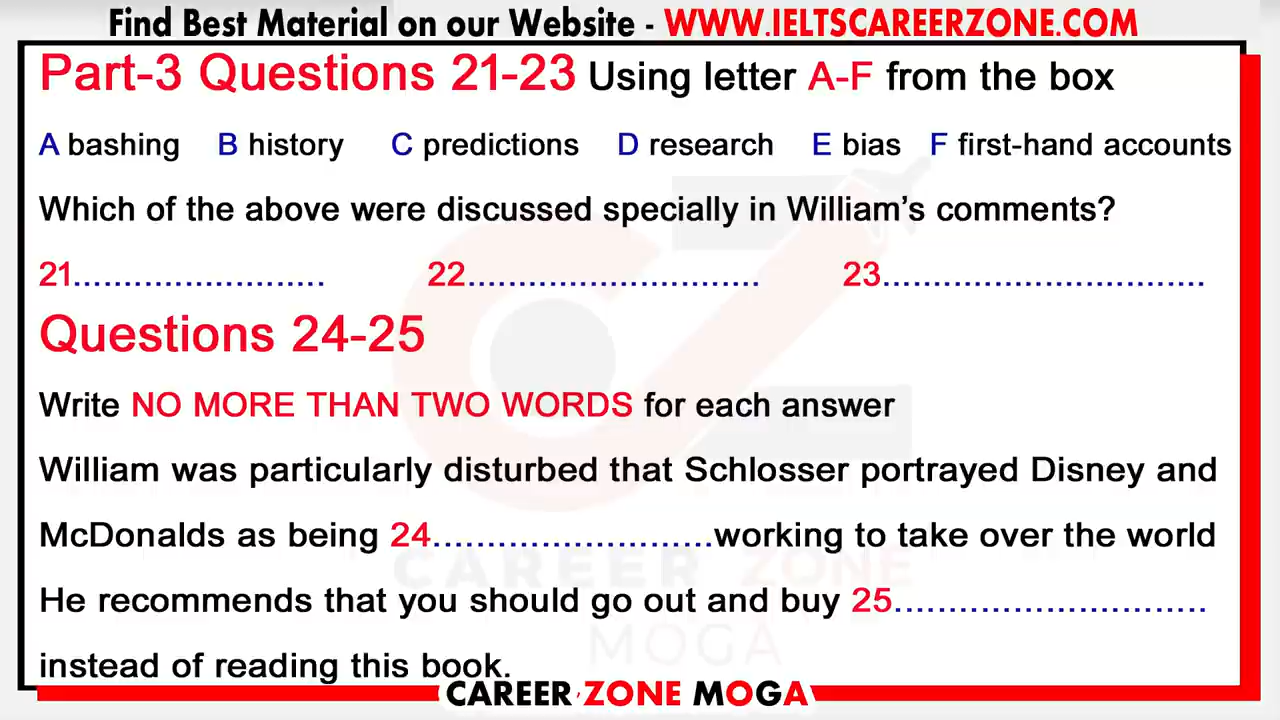 Find Best Material on our Website - WWW.IELTSCAREERZONE.COM
Part-3 Questions 21-23 Using letter A-F from the box
A bashing B history C predictions D research E bias F first-hand accounts
Which of the above were discussed specially in William's comments?
21........................ 22............................ 23...............................
Questions 24-25
Write NO MORE THAN TWO WORDS for each answer
William was particularly disturbed that Schlosser portrayed Disney and
McDonalds as being 24..........................working to take over the world
CAREER ZONE
He recommends that you should go out and buy 25.............................
MOGA
instead of reading this book.
CAREER ZONE MOGA